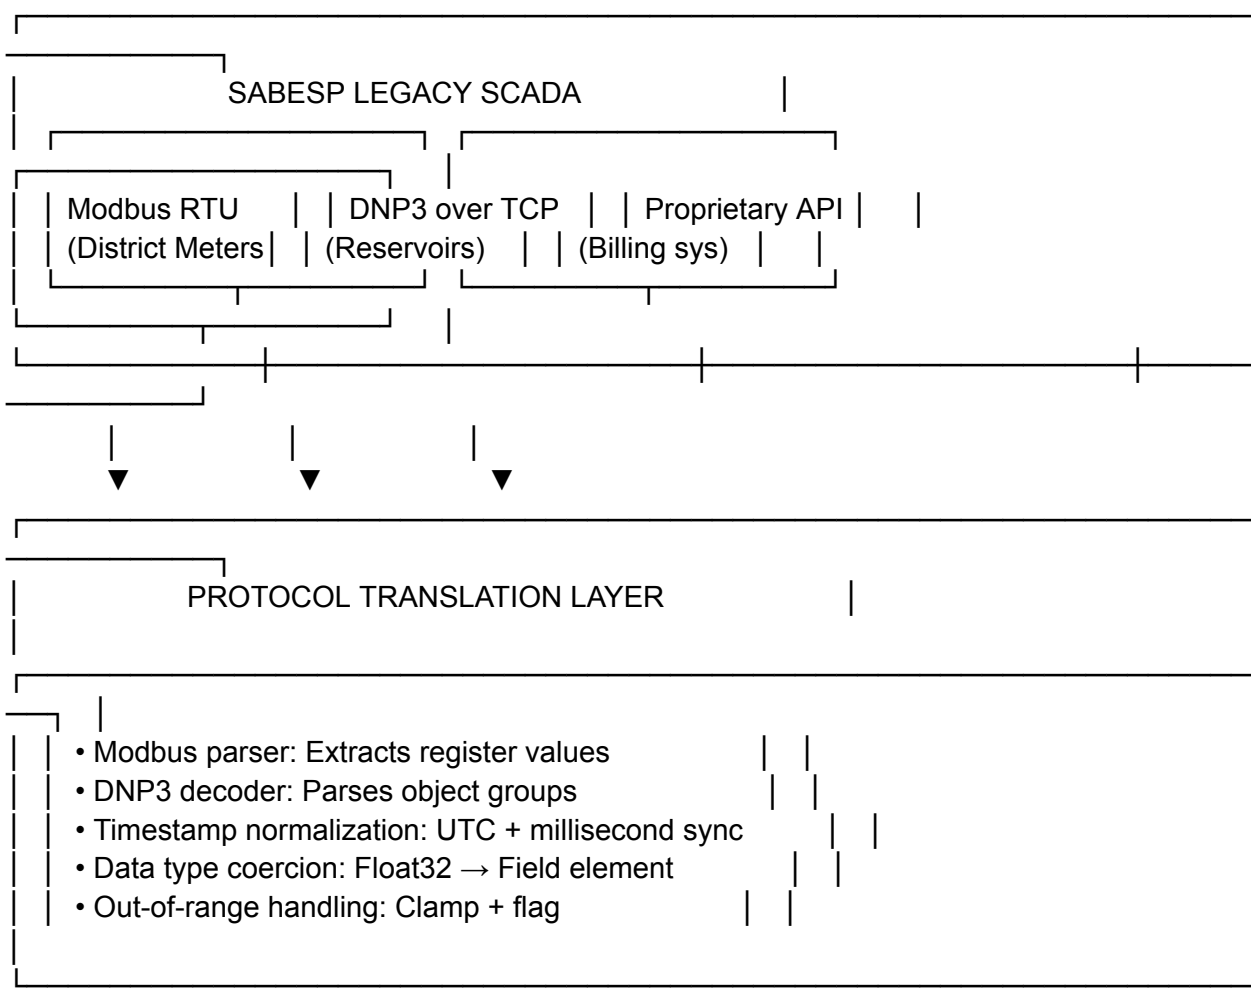 SABESP LEGACY SCADA
Modbus RTU │ │ DNP3 over TCP │ │ Proprietary API │
(District Meters│ │ (Reservoirs) │ │ (Billing sys) │
▼ ▼ ▼
PROTOCOL TRANSLATION LAYER
• Modbus parser: Extracts register values
• DNP3 decoder: Parses object groups
• Timestamp normalization: UTC + millisecond sync
• Data type coercion: Float32 → Field element
• Out-of-range handling: Clamp + flag